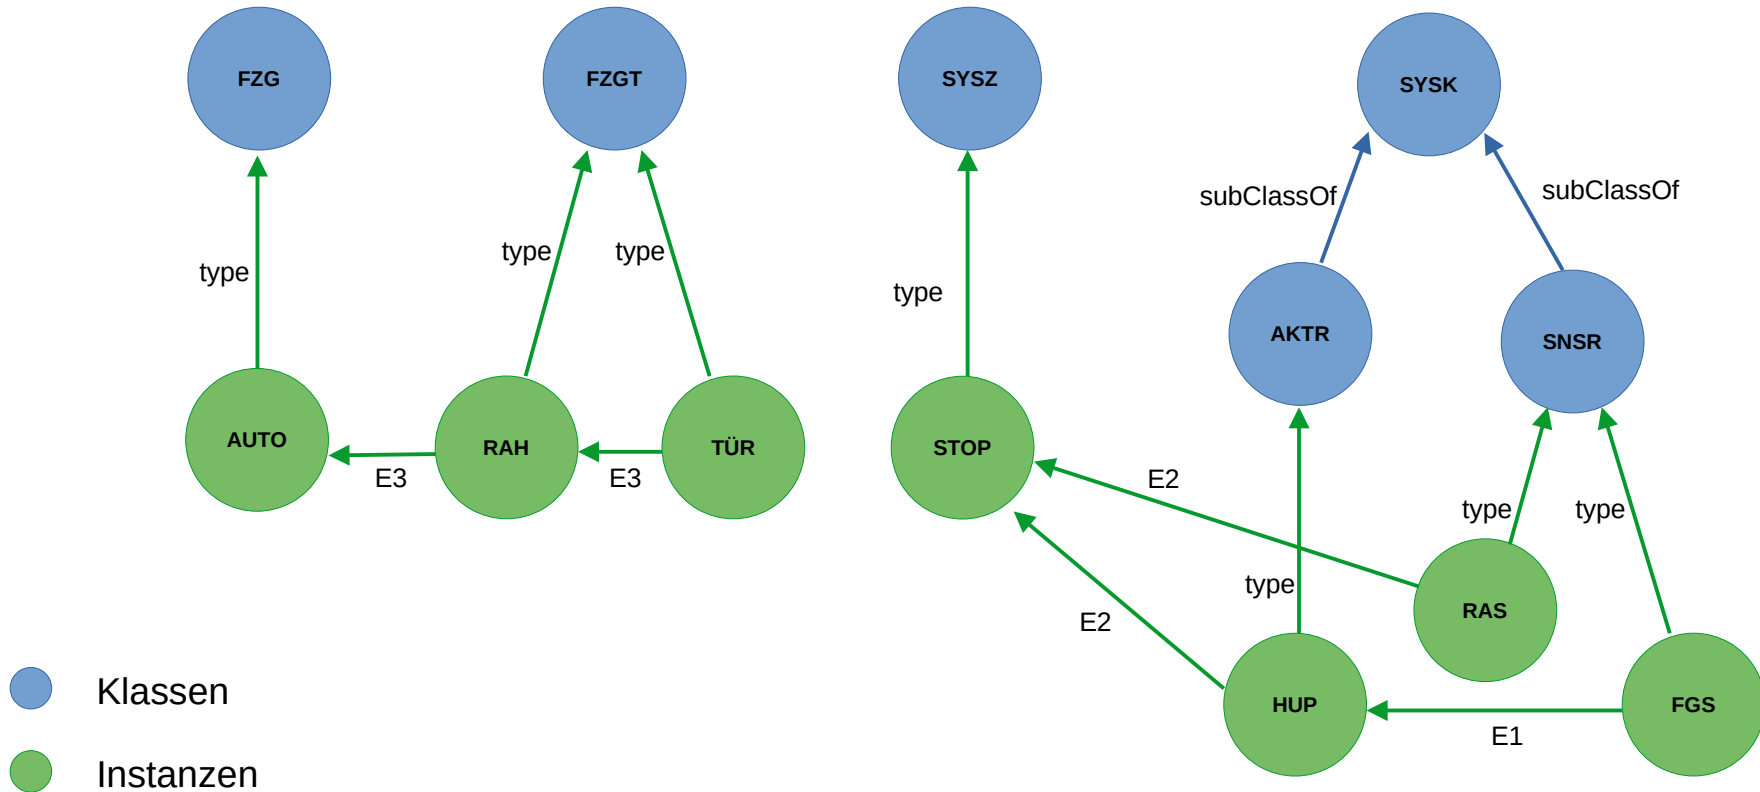 FZG
FZGT
SYSZ
SYSK
subClassOf
subClassOf
type
type
type
type
AKTR
SNSR
AUTO
RAH
TÜR
STOP
E3
E3
E2
type
type
type
RAS
E2
HUP
FGS
E1
Klassen
Instanzen